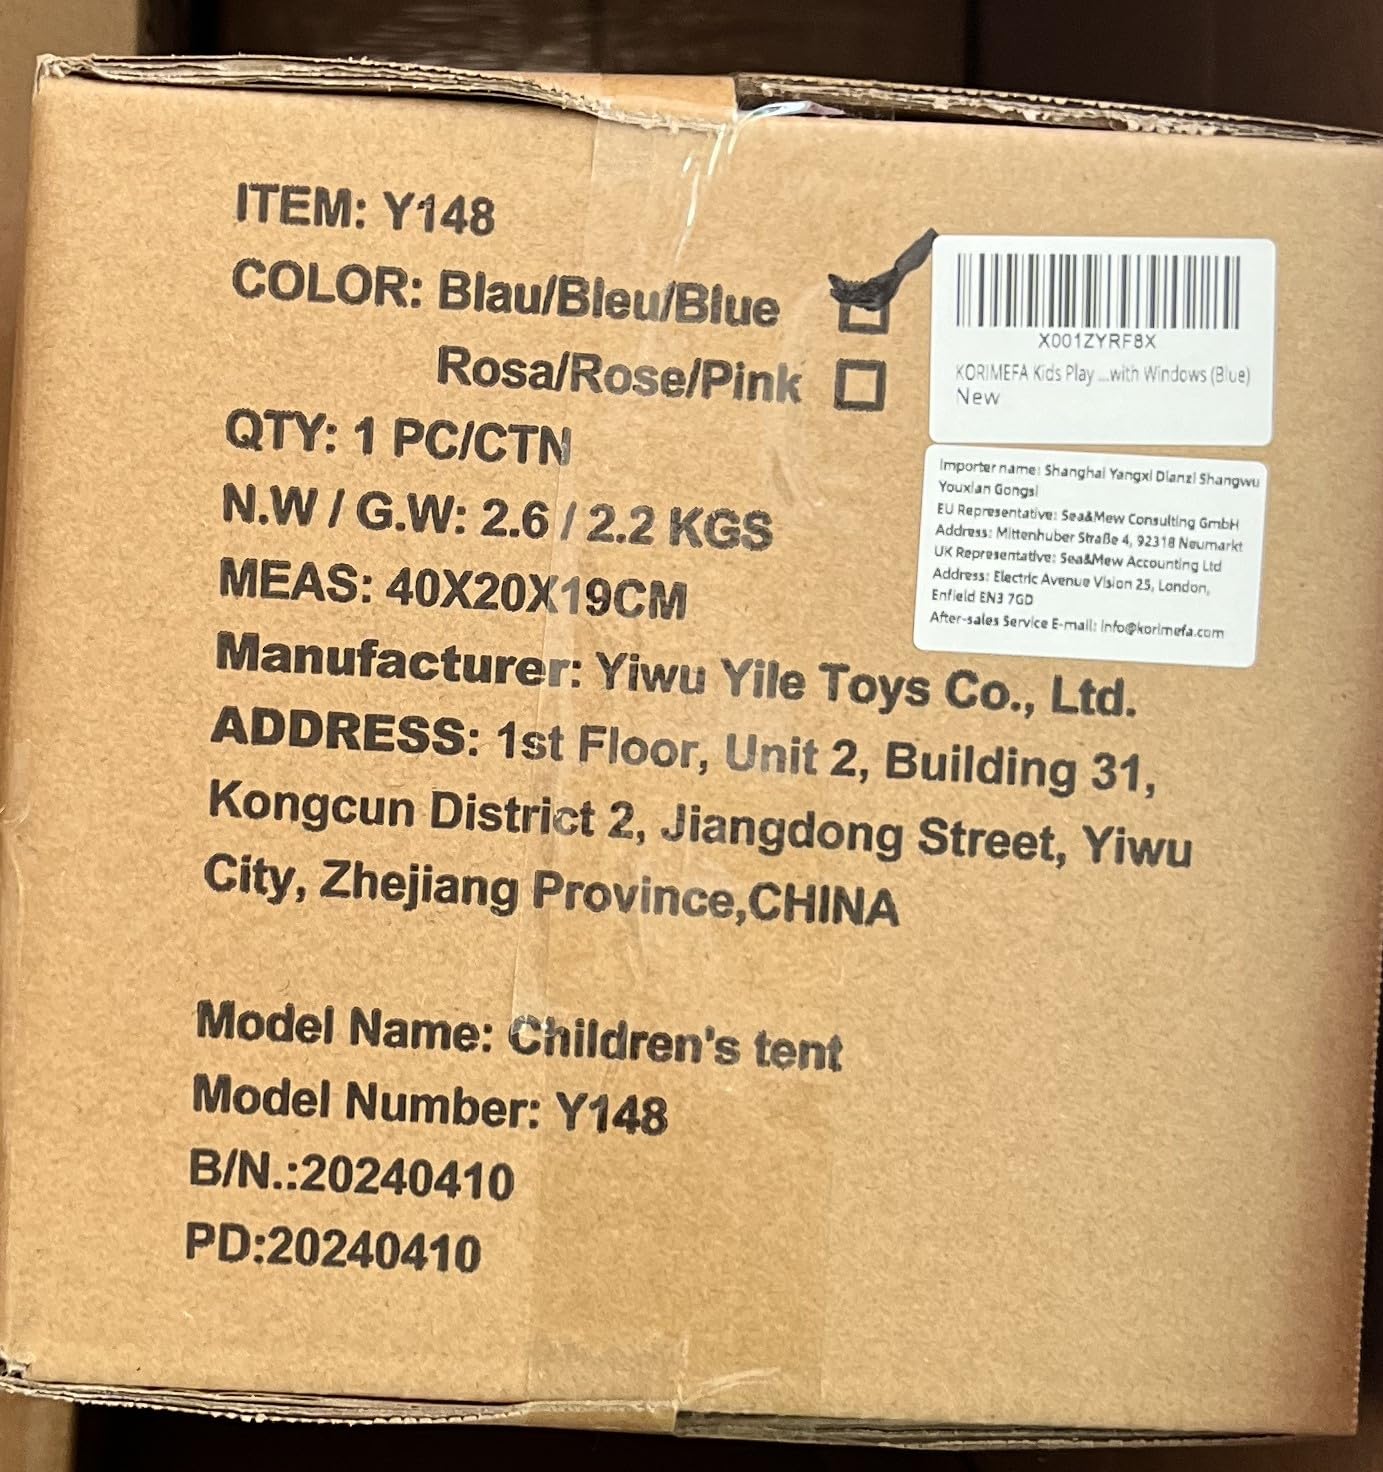 ITEM: Y148
COLOR: Blau/Bleu/Blue
Rosa/Rose/Pink
QTY: 1 PC/CTN
N.W / G.W: 2.6 / 2.2 KGS
MEAS: 40X20X19CM
Manufacturer: Yiwu Yile Toys Co., Ltd.
ADDRESS: 1st Floor, Unit 2, Building 31,
Kongcun District 2, Jiangdong Street, Yiwu
City, Zhejiang Province,CHINA
Model Name: Children's tent
Model Number: Y148
B/N.:20240410
PD:20240410
X001ZYRF8X
KORIMEFA Kids Play ...with Windows (Blue)
New
Importer name: Shanghai Yangxi Dianzi Shangwu
Youxian Gongsi
EU Representative: Sea&Mew Consulting GmbH
Address: Mittenhuber Straße 4, 92318 Neumarkt
UK Representative: Sea&Mew Accounting Ltd
Address: Electric Avenue Vision 25, London,
Enfield EN3 7GD
After-sales Service E-mail: info@korimefa.com